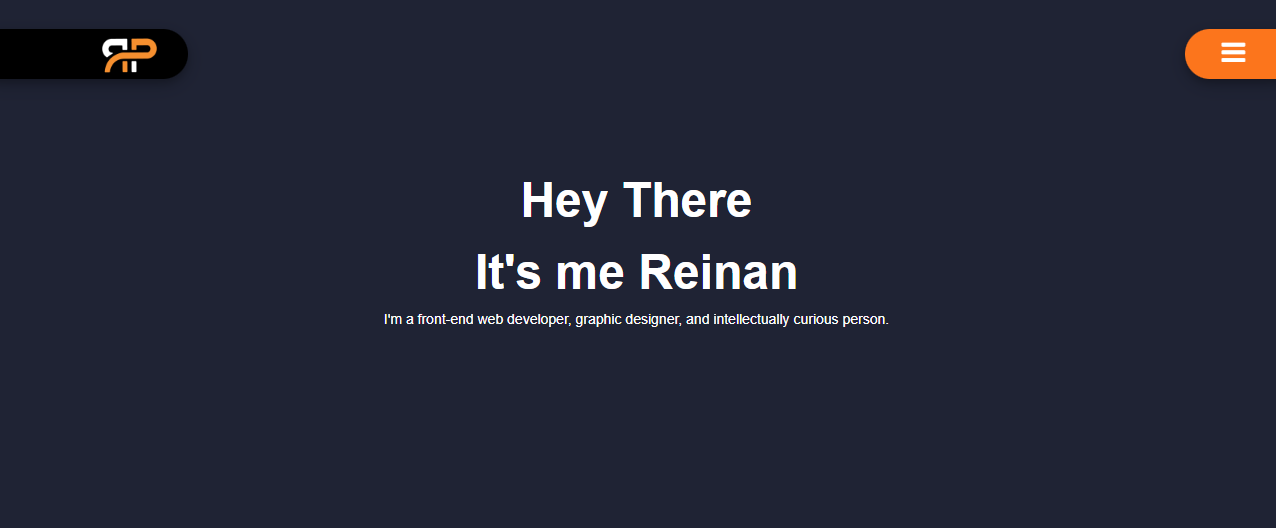 RP
Hey There
It's me Reinan
I'm a front-end web developer, graphic designer, and intellectually curious person.